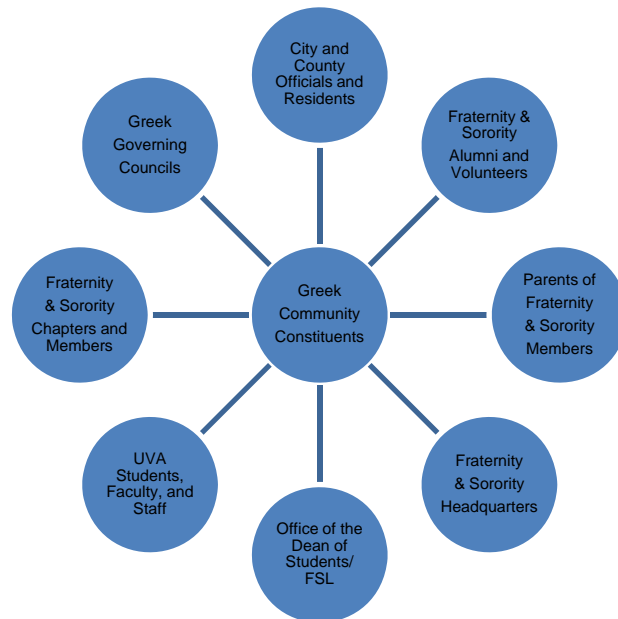 City and
County
Officials and
Residents
Fraternity &
Sorority
Alumni and
Volunteers
Parents of
Fraternity
& Sorority
Members
Fraternity
& Sorority
Headquarters
Office of the
Dean of
Students/
FSL
UVA
Students,
Faculty, and
Staff
Fraternity
& Sorority
Chapters and
Members
Greek
Governing
Councils
Greek
Community
Constituents